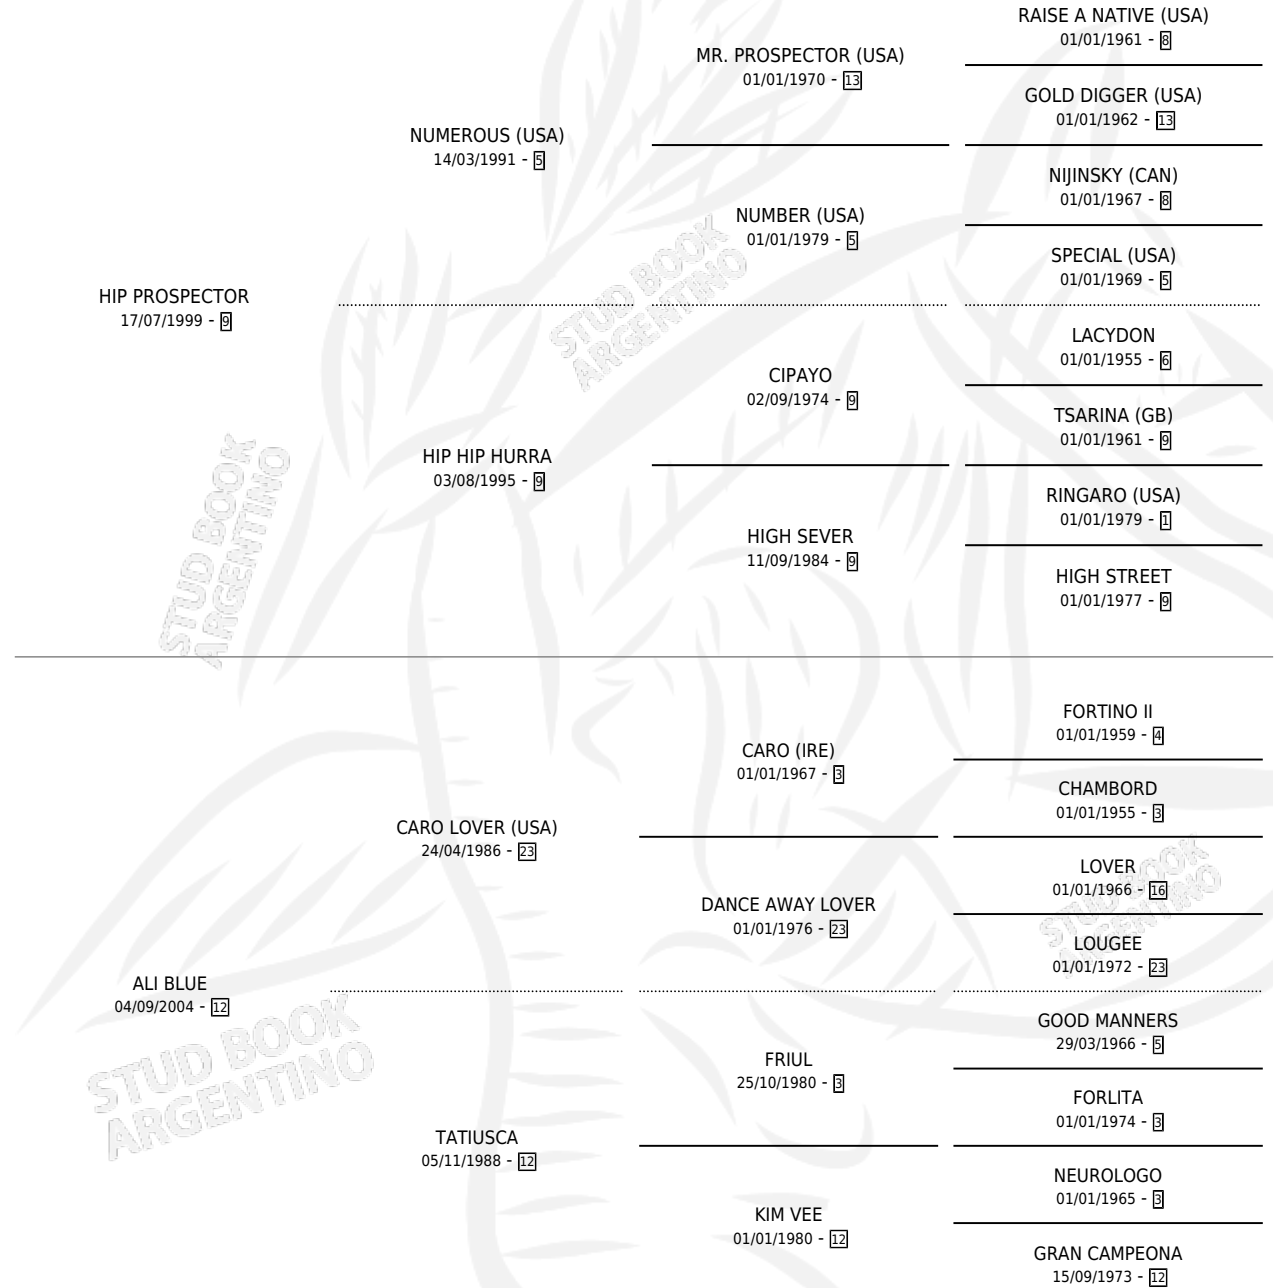 RAISE A NATIVE (USA)
01/01/1961 - 8
MR. PROSPECTOR (USA)
01/01/1970 - 13
GOLD DIGGER (USA)
01/01/1962 - 13
NUMEROUS (USA)
14/03/1991 - 5
NIJINSKY (CAN)
01/01/1967 - 8
NUMBER (USA)
01/01/1979 - 5
SPECIAL (USA)
01/01/1969 - 5
HIP PROSPECTOR
17/07/1999 - 9
LACYDON
01/01/1955 - 6
CIPAYO
02/09/1974 - 9
TSARINA (GB)
01/01/1961 - 9
HIP HIP HURRA
03/08/1995 - 9
RINGARO (USA)
01/01/1979 - 1
HIGH SEVER
11/09/1984 - 9
HIGH STREET
01/01/1977 - 9
FORTINO II
01/01/1959 - 4
CARO (IRE)
01/01/1967 - 3
CHAMBORD
01/01/1955 - 3
CARO LOVER (USA)
24/04/1986 - 23
LOVER
01/01/1966 - 16
DANCE AWAY LOVER
01/01/1976 - 23
LOUGEE
01/01/1972 - 23
ALI BLUE
04/09/2004 - 12
GOOD MANNERS
29/03/1966 - 5
FRIUL
25/10/1980 - 3
FORLITA
01/01/1974 - 3
TATIUSCA
05/11/1988 - 12
NEUROLOGO
01/01/1965 - 3
KIM VEE
01/01/1980 - 12
GRAN CAMPEONA
15/09/1973 - 12
STUD BOOK
ARGENTINO
STUD BOOK
ARGENTINO
STUD BOOK
ARGENTINO
STUD BOOK
ARGENTINO